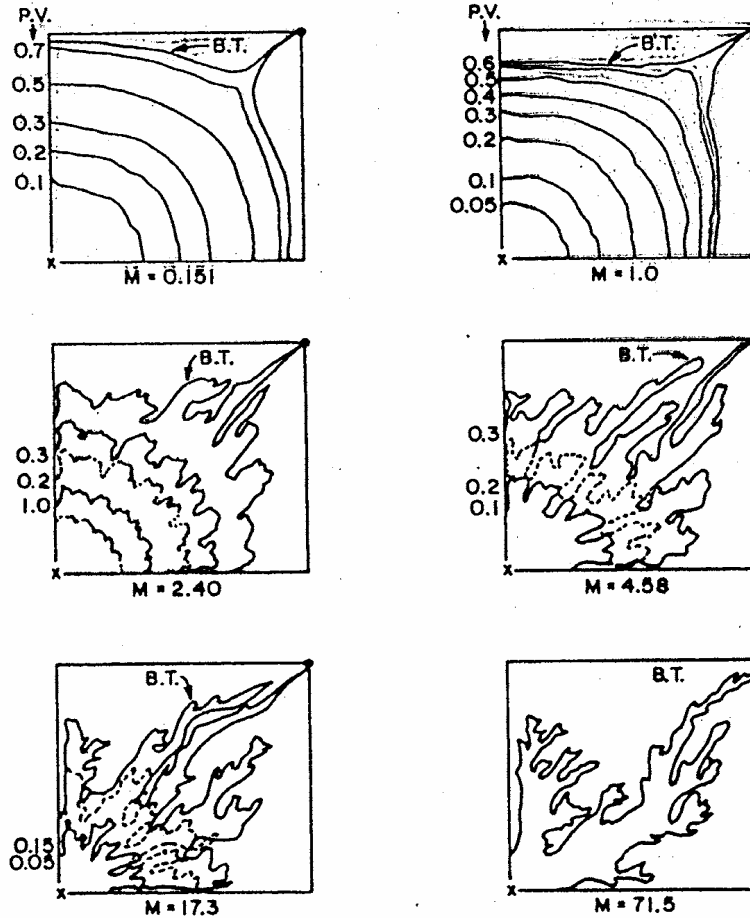 P.V.
B.T.
0.7
0.5
0.3
0.2
0.1
x
M = 0.151
P.V.
B.T.
0.6
0.5
0.4
0.3
0.2
0.1
0.05
x
M = 1.0
B.T.
0.3
0.2
1.0
x
M = 2.40
B.T.
0.3
0.2
0.1
x
M = 4.58
B.T.
0.15
0.05
x
M = 17.3
B.T.
x
M = 71.5